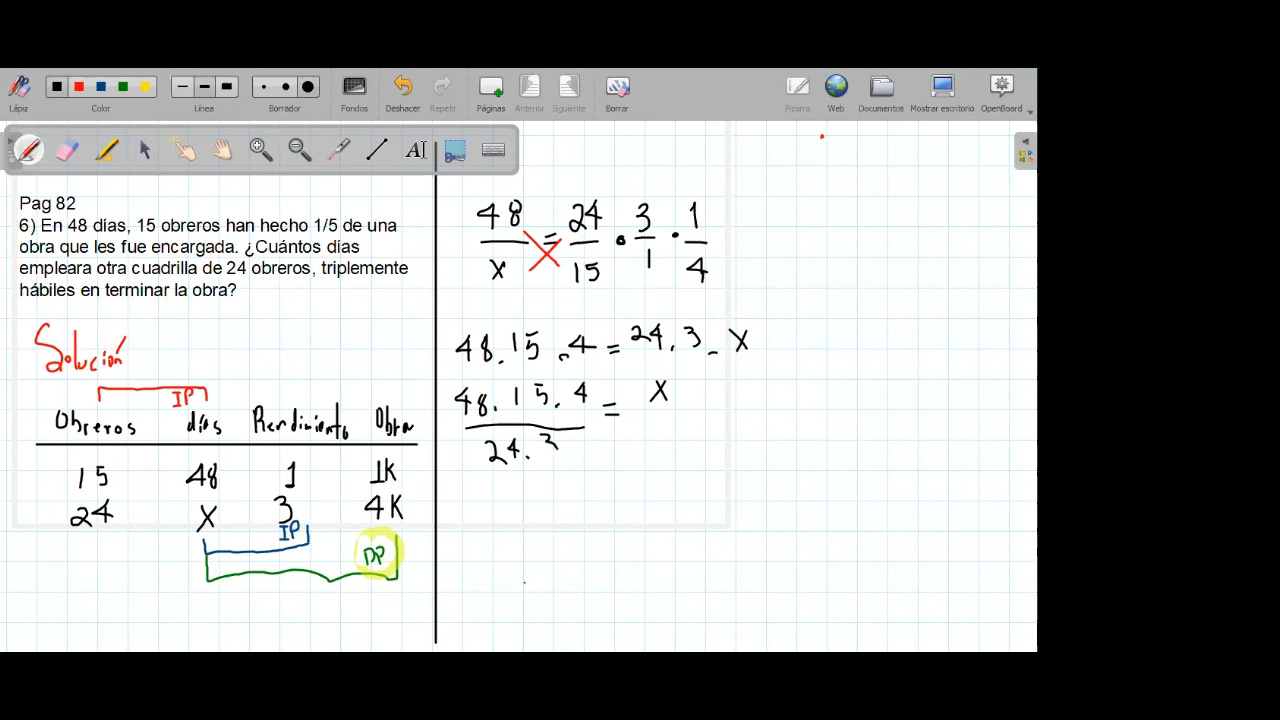 Lápiz Color Línea Borrador Fondos Deshacer Repetir Páginas Anterior Siguiente Borrar Pizarra Web Documentos Mostrar escritorio OpenBoard
Pag 82
6) En 48 días, 15 obreros han hecho 1/5 de una
obra que les fue encargada. ¿Cuántos días
empleara otra cuadrilla de 24 obreros, triplemente
hábiles en terminar la obra?
Solución
IP
Obreros días Rendimiento Obra
15 48 1 1K
24 X 3 4K
IP
DP
48/x = 24/15 . 3/1 . 1/4
48 . 15 . 4 = 24 . 3 . X
48 . 15 . 4 / 24 . 3 = X